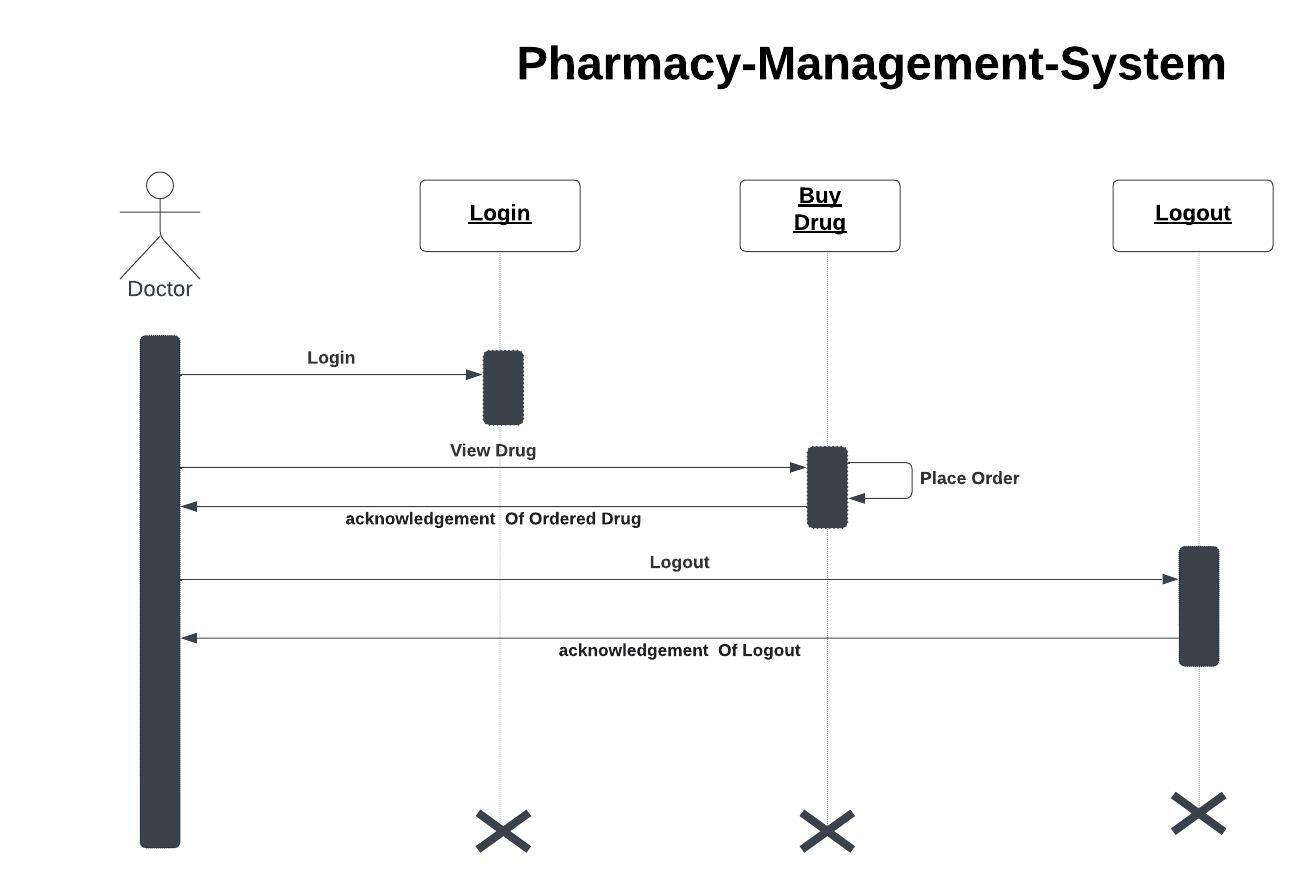 Pharmacy-Management-System
Login
Buy
Drug
Logout
Doctor
Login
View Drug
Place Order
acknowledgement  Of Ordered Drug
Logout
acknowledgement  Of Logout